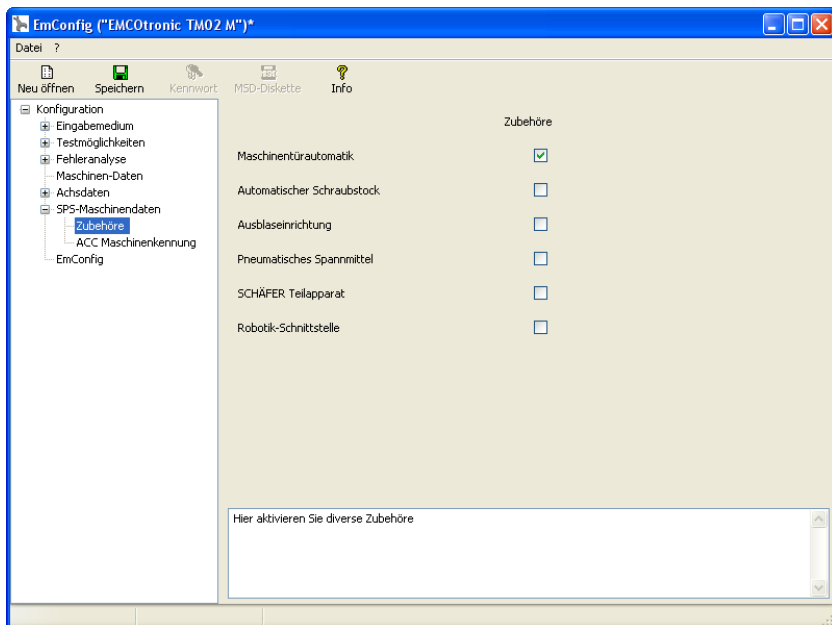 EmConfig ("EMCOtronic TM02 M")*
Datei ?
Neu öffnen Speichern Kennwort MSD-Diskette Info
Konfiguration
Eingabemedium
Testmöglichkeiten
Fehleranalyse
Maschinen-Daten
Achsdaten
SPS-Maschinendaten
Zubehöre
ACC Maschinenkennung
EmConfig
Zubehöre
Maschinentürautomatik
Automatischer Schraubstock
Ausblaseinrichtung
Pneumatisches Spannmittel
SCHÄFER Teilapparat
Robotik-Schnittstelle
Hier aktivieren Sie diverse Zubehöre